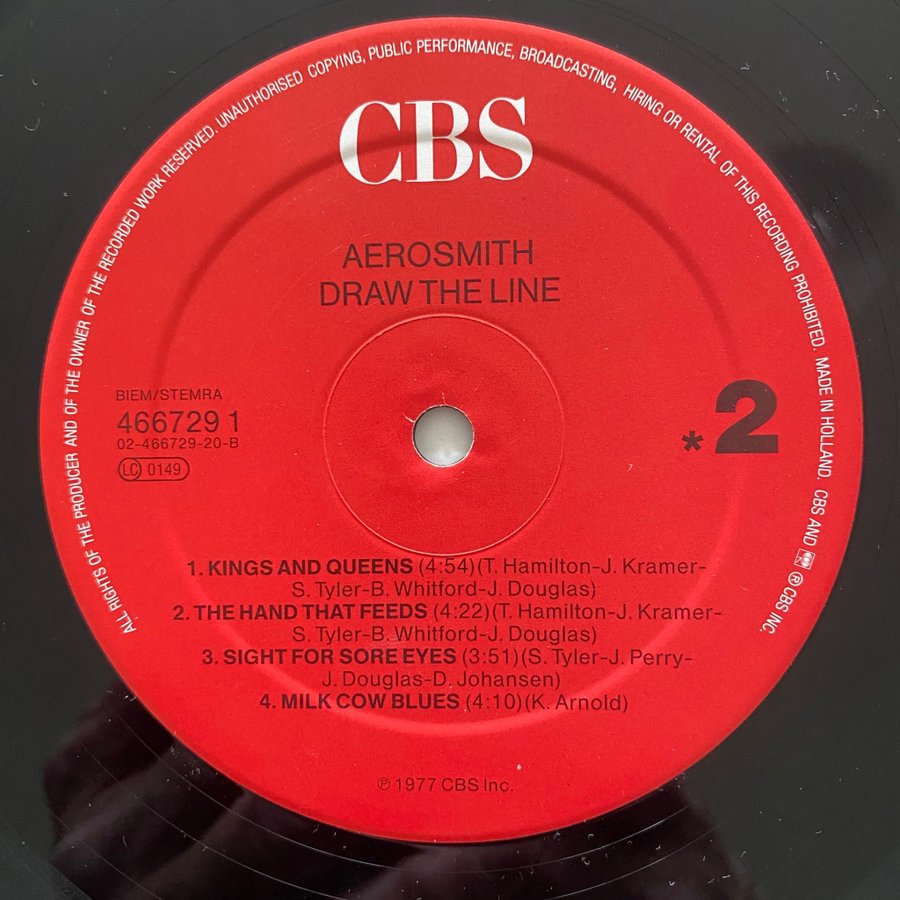 ALL RIGHTS OF THE PRODUCER AND OF THE OWNER OF THE RECORDED WORK RESERVED. UNAUTHORISED COPYING, PUBLIC PERFORMANCE, BROADCASTING, HIRING OR RENTAL OF THIS RECORDING PROHIBITED. MADE IN HOLLAND. CBS AND ® CBS INC.
CBS
AEROSMITH
DRAW THE LINE
BIEM/STEMRA
466729 1
02-466729-20-B
LC 0149
*2
1. KINGS AND QUEENS (4:54)(T. Hamilton-J. Kramer-
S. Tyler-B. Whitford-J. Douglas)
2. THE HAND THAT FEEDS (4:22)(T. Hamilton-J. Kramer-
S. Tyler-B. Whitford-J. Douglas)
3. SIGHT FOR SORE EYES (3:51)(S. Tyler-J. Perry-
J. Douglas-D. Johansen)
4. MILK COW BLUES (4:10)(K. Arnold)
℗ 1977 CBS Inc.